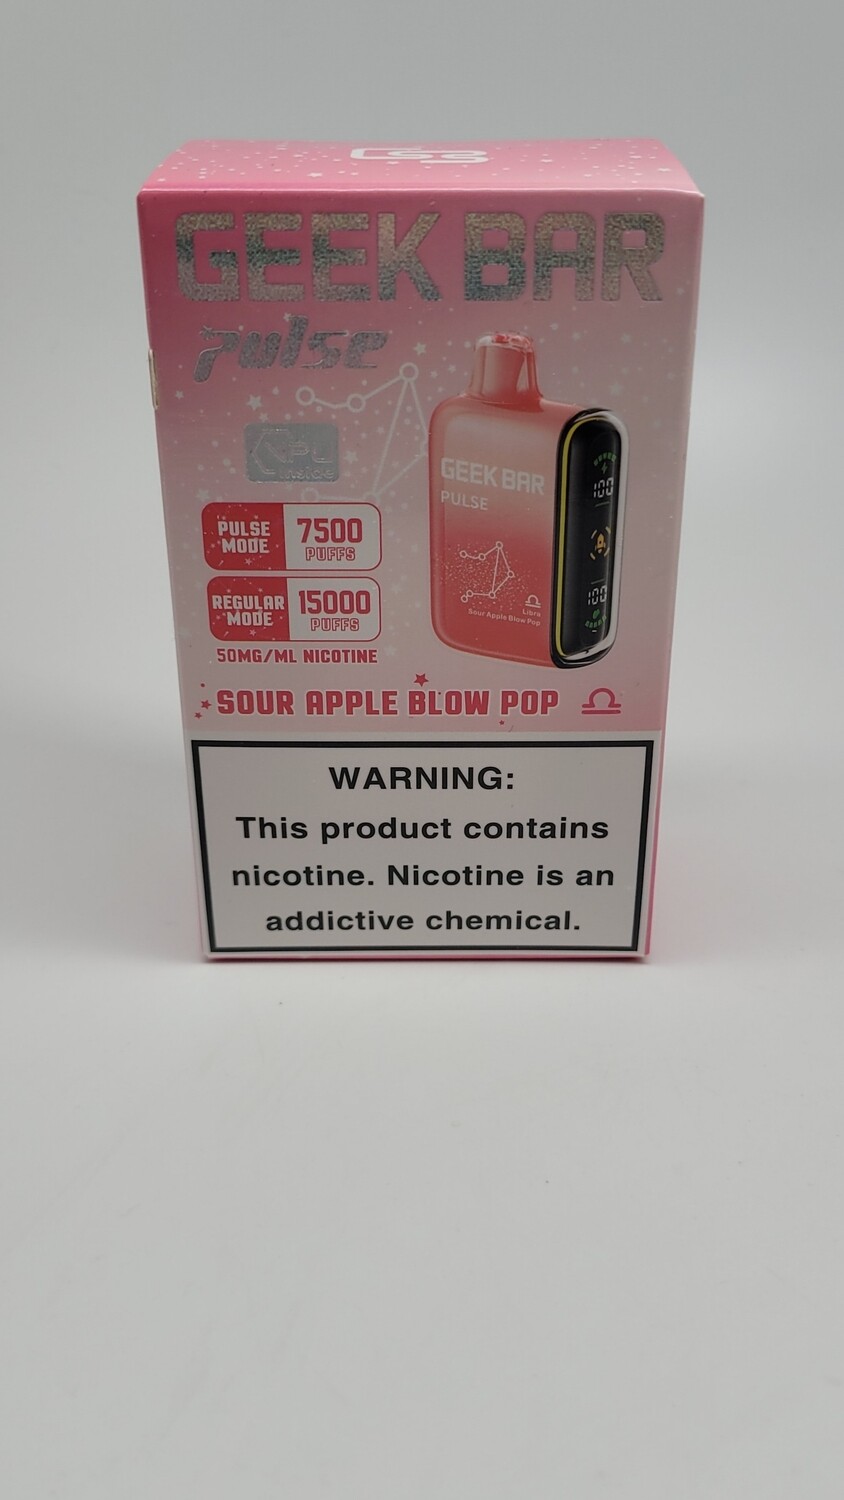 GEEK BAR
Pulse
VPU
inside
PULSE MODE 7500 PUFFS
REGULAR MODE 15000 PUFFS
50MG/ML NICOTINE
GEEK BAR
PULSE
100
100
Libra
Sour Apple Blow Pop
SOUR APPLE BLOW POP
WARNING:
This product contains
nicotine. Nicotine is an
addictive chemical.